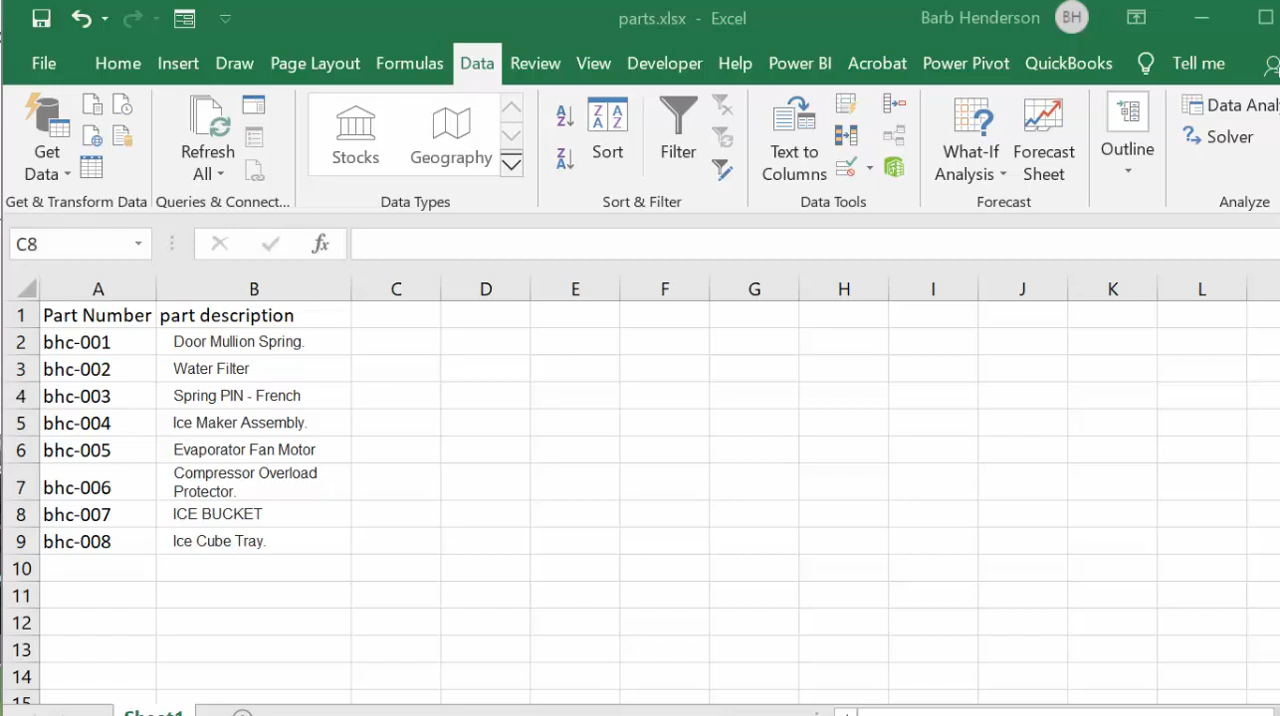 parts.xlsx - Excel
Barb Henderson BH
File Home Insert Draw Page Layout Formulas Data Review View Developer Help Power BI Acrobat Power Pivot QuickBooks Tell me
Get Data
Refresh All
Stocks
Geography
Sort
Filter
Text to Columns
What-If Analysis
Forecast Sheet
Outline
Data Anal
Solver
Get & Transform Data Queries & Connect... Data Types Sort & Filter Data Tools Forecast Analyze
C8 fx
A B C D E F G H I J K L
1 Part Number part description
2 bhc-001 Door Mullion Spring.
3 bhc-002 Water Filter
4 bhc-003 Spring PIN - French
5 bhc-004 Ice Maker Assembly.
6 bhc-005 Evaporator Fan Motor
Compressor Overload
7 bhc-006 Protector.
8 bhc-007 ICE BUCKET
9 bhc-008 Ice Cube Tray.
10
11
12
13
14
15
Sheet1